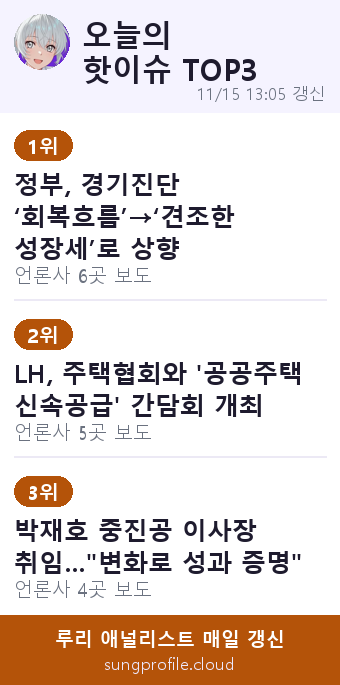 오늘의
핫이슈 TOP3
11/15 13:05 갱신
1위
정부, 경기진단
‘회복흐름’→‘견조한
성장세’로 상향
언론사 6곳 보도
2위
LH, 주택협회와 '공공주택
신속공급' 간담회 개최
언론사 5곳 보도
3위
박재호 중진공 이사장
취임..."변화로 성과 증명"
언론사 4곳 보도
루리 애널리스트 매일 갱신
sungprofile.cloud